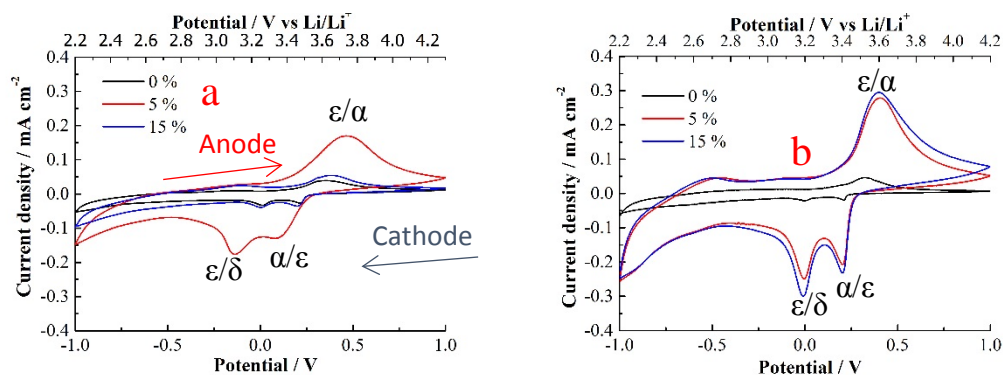 Potential / V vs Li/Li⁺
2.2 2.4 2.6 2.8 3.0 3.2 3.4 3.6 3.8 4.0 4.2
0.4
0.3
0.2
0.1
0.0
-0.1
-0.2
-0.3
-0.4
Current density / mA cm⁻²
0 %
5 %
15 %
a
ε/α
Anode
Cathode
ε/δ
α/ε
-1.0 -0.5 0.0 0.5 1.0
Potential / V
Potential / V vs Li/Li⁺
2.2 2.4 2.6 2.8 3.0 3.2 3.4 3.6 3.8 4.0 4.2
0.4
0.3
0.2
0.1
0.0
-0.1
-0.2
-0.3
-0.4
Current density / mA cm⁻²
0 %
5 %
15 %
ε/α
b
ε/δ
α/ε
-1.0 -0.5 0.0 0.5 1.0
Potential / V